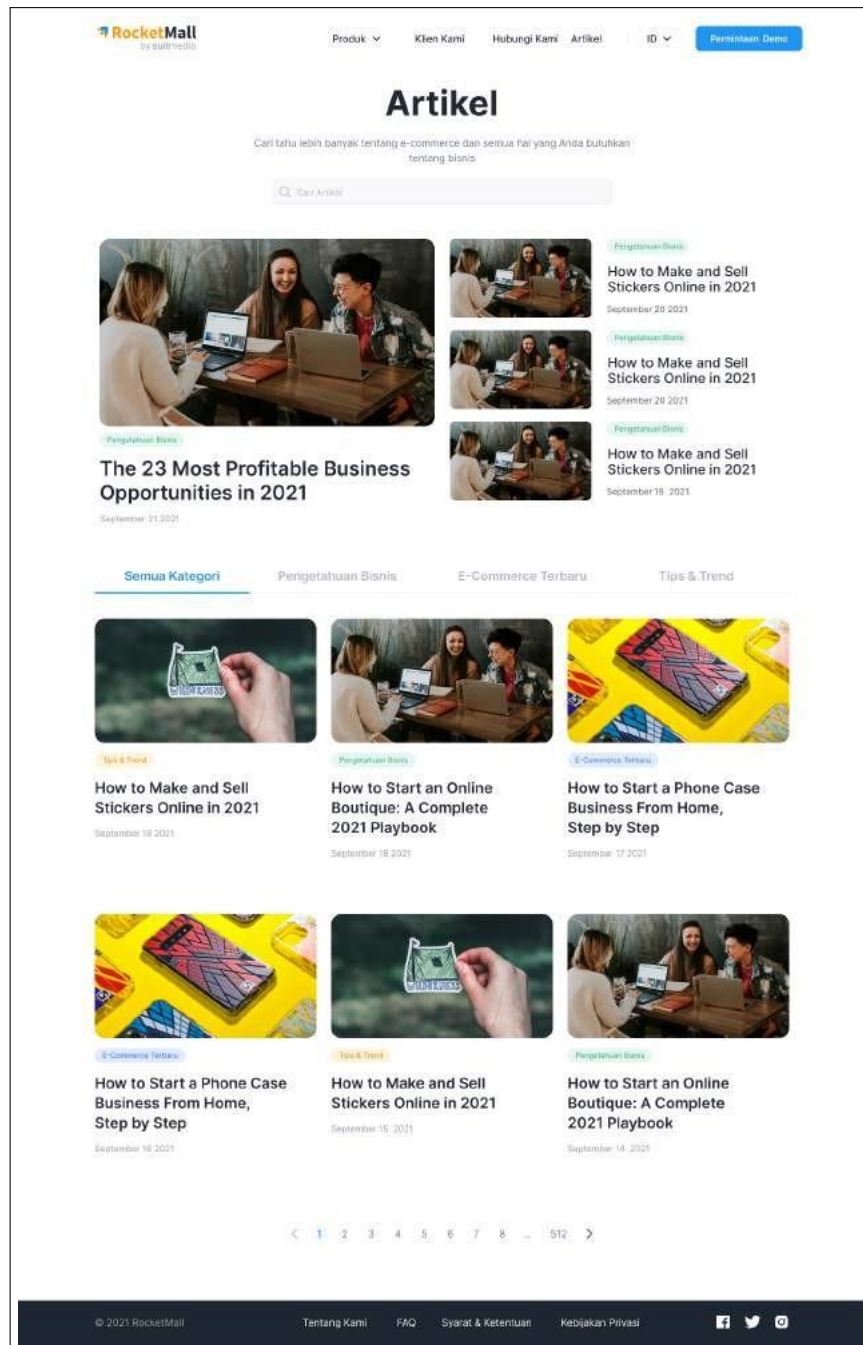 RocketMall
by suitmedia
Produk
Klien Kami
Hubungi Kami
Artikel
ID
Permintaan Demo
Artikel
Cari tahu lebih banyak tentang e-commerce dan semua hal yang Anda butuhkan
tentang bisnis
Cari Artikel
Pengetahuan Bisnis
The 23 Most Profitable Business
Opportunities in 2021
September 21 2021
Pengetahuan Bisnis
How to Make and Sell
Stickers Online in 2021
September 20 2021
Pengetahuan Bisnis
How to Make and Sell
Stickers Online in 2021
September 20 2021
Pengetahuan Bisnis
How to Make and Sell
Stickers Online in 2021
September 19 2021
Semua Kategori
Pengetahuan Bisnis
E-Commerce Terbaru
Tips & Trend
WILDERNESS
Tips & Trend
How to Make and Sell
Stickers Online in 2021
September 19 2021
Pengetahuan Bisnis
How to Start an Online
Boutique: A Complete
2021 Playbook
September 18 2021
E-Commerce Terbaru
How to Start a Phone Case
Business From Home,
Step by Step
September 17 2021
E-Commerce Terbaru
How to Start a Phone Case
Business From Home,
Step by Step
September 16 2021
WILDERNESS
Tips & Trend
How to Make and Sell
Stickers Online in 2021
September 15 2021
Pengetahuan Bisnis
How to Start an Online
Boutique: A Complete
2021 Playbook
September 14 2021
< 1 2 3 4 5 6 7 8 ... 512 >
© 2021 RocketMall
Tentang Kami
FAQ
Syarat & Ketentuan
Kebijakan Privasi